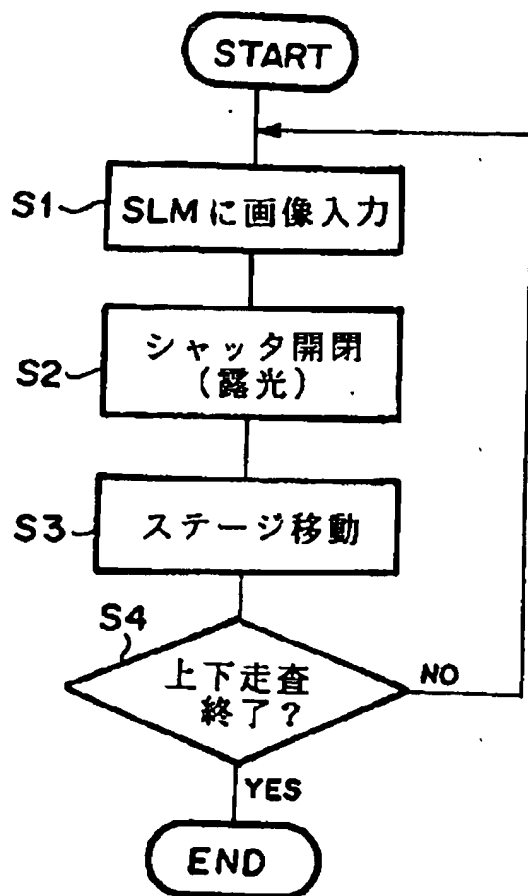 START
S1
SLMに画像入力
S2
シャッタ開閉
(露光)
S3
ステージ移動
S4
上下走査
終了?
NO
YES
END